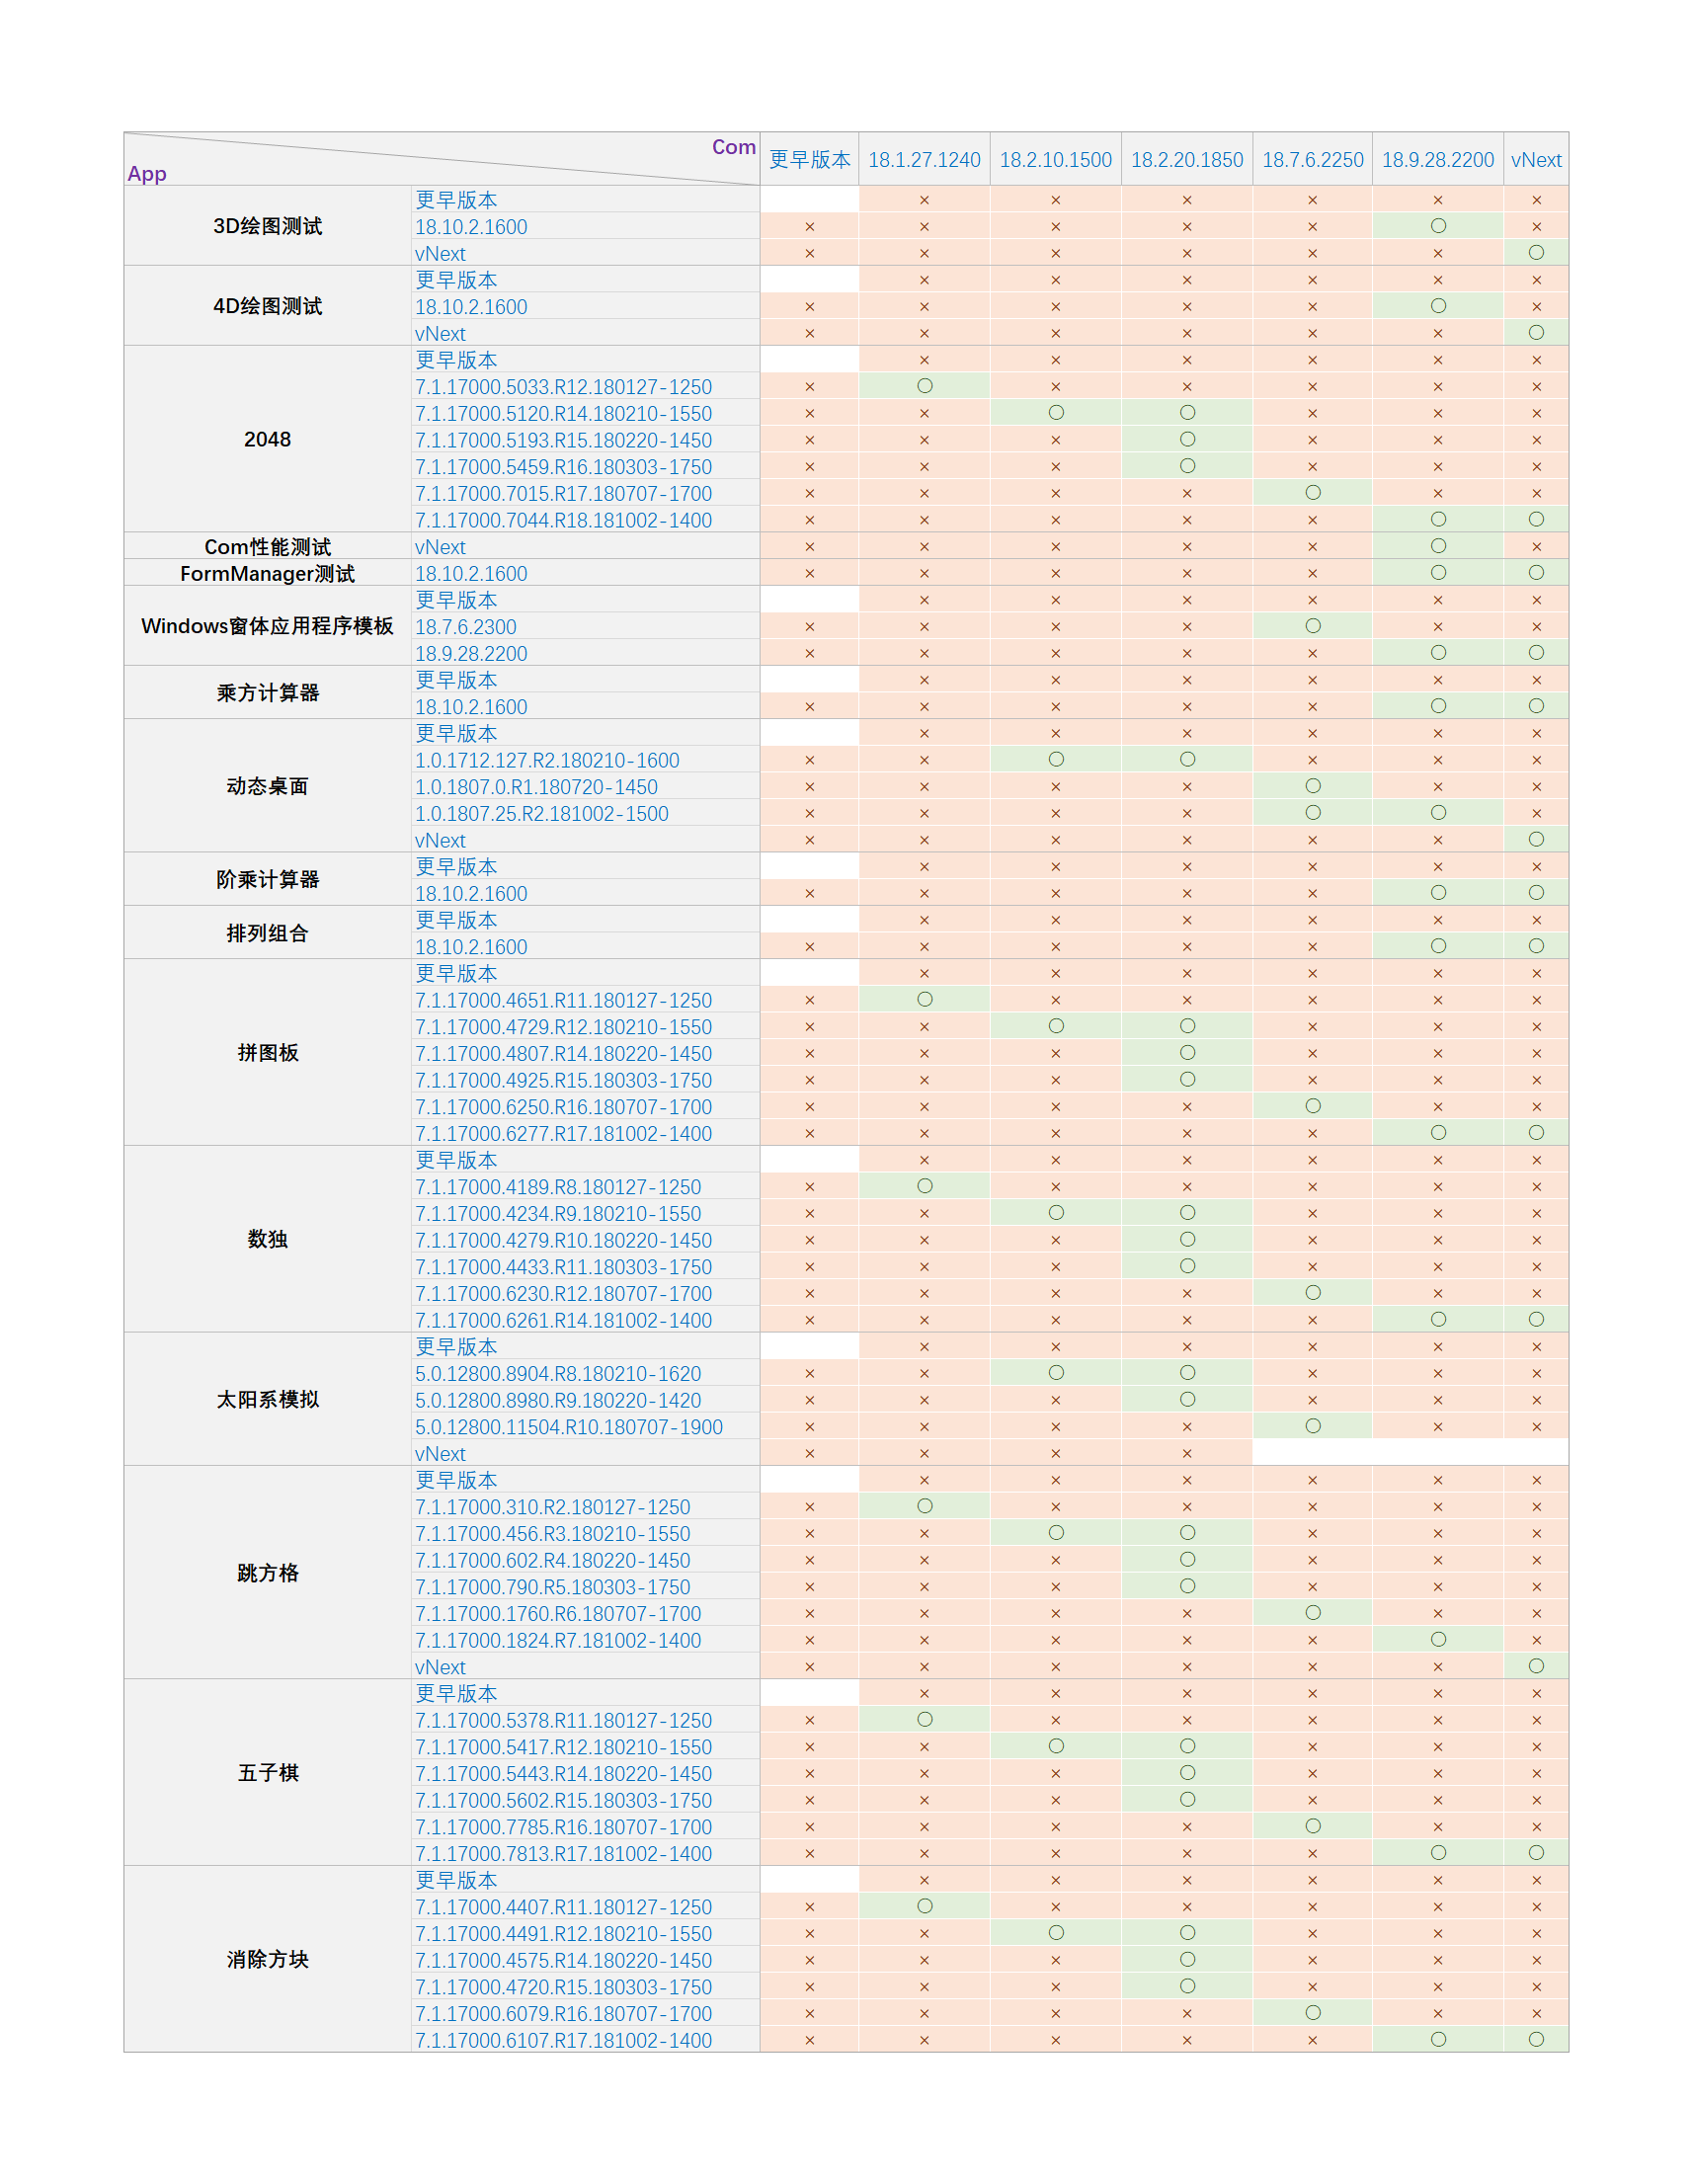 Com
App
更早版本 18.1.27.1240 18.2.10.1500 18.2.20.1850 18.7.6.2250 18.9.28.2200 vNext
3D绘图测试
更早版本 × × × × × ×
18.10.2.1600 × × × × × ○ ×
vNext × × × × × × ○
4D绘图测试
更早版本 × × × × × ×
18.10.2.1600 × × × × × ○ ×
vNext × × × × × × ○
2048
更早版本 × × × × × ×
7.1.17000.5033.R12.180127-1250 × ○ × × × × ×
7.1.17000.5120.R14.180210-1550 × × ○ ○ × × ×
7.1.17000.5193.R15.180220-1450 × × × ○ × × ×
7.1.17000.5459.R16.180303-1750 × × × ○ × × ×
7.1.17000.7015.R17.180707-1700 × × × × ○ × ×
7.1.17000.7044.R18.181002-1400 × × × × × ○ ○
Com性能测试 vNext × × × × × ○ ×
FormManager测试 18.10.2.1600 × × × × × ○ ○
Windows窗体应用程序模板
更早版本 × × × × × ×
18.7.6.2300 × × × × ○ × ×
18.9.28.2200 × × × × × ○ ○
乘方计算器
更早版本 × × × × × ×
18.10.2.1600 × × × × × ○ ○
动态桌面
更早版本 × × × × × ×
1.0.1712.127.R2.180210-1600 × × ○ ○ × × ×
1.0.1807.0.R1.180720-1450 × × × × ○ × ×
1.0.1807.25.R2.181002-1500 × × × × ○ ○ ×
vNext × × × × × × ○
阶乘计算器
更早版本 × × × × × ×
18.10.2.1600 × × × × × ○ ○
排列组合
更早版本 × × × × × ×
18.10.2.1600 × × × × × ○ ○
拼图板
更早版本 × × × × × ×
7.1.17000.4651.R11.180127-1250 × ○ × × × × ×
7.1.17000.4729.R12.180210-1550 × × ○ ○ × × ×
7.1.17000.4807.R14.180220-1450 × × × ○ × × ×
7.1.17000.4925.R15.180303-1750 × × × ○ × × ×
7.1.17000.6250.R16.180707-1700 × × × × ○ × ×
7.1.17000.6277.R17.181002-1400 × × × × × ○ ○
数独
更早版本 × × × × × ×
7.1.17000.4189.R8.180127-1250 × ○ × × × × ×
7.1.17000.4234.R9.180210-1550 × × ○ ○ × × ×
7.1.17000.4279.R10.180220-1450 × × × ○ × × ×
7.1.17000.4433.R11.180303-1750 × × × ○ × × ×
7.1.17000.6230.R12.180707-1700 × × × × ○ × ×
7.1.17000.6261.R14.181002-1400 × × × × × ○ ○
太阳系模拟
更早版本 × × × × × ×
5.0.12800.8904.R8.180210-1620 × × ○ ○ × × ×
5.0.12800.8980.R9.180220-1420 × × × ○ × × ×
5.0.12800.11504.R10.180707-1900 × × × × ○ × ×
vNext × × × ×
跳方格
更早版本 × × × × × ×
7.1.17000.310.R2.180127-1250 × ○ × × × × ×
7.1.17000.456.R3.180210-1550 × × ○ ○ × × ×
7.1.17000.602.R4.180220-1450 × × × ○ × × ×
7.1.17000.790.R5.180303-1750 × × × ○ × × ×
7.1.17000.1760.R6.180707-1700 × × × × ○ × ×
7.1.17000.1824.R7.181002-1400 × × × × × ○ ×
vNext × × × × × × ○
五子棋
更早版本 × × × × × ×
7.1.17000.5378.R11.180127-1250 × ○ × × × × ×
7.1.17000.5417.R12.180210-1550 × × ○ ○ × × ×
7.1.17000.5443.R14.180220-1450 × × × ○ × × ×
7.1.17000.5602.R15.180303-1750 × × × ○ × × ×
7.1.17000.7785.R16.180707-1700 × × × × ○ × ×
7.1.17000.7813.R17.181002-1400 × × × × × ○ ○
消除方块
更早版本 × × × × × ×
7.1.17000.4407.R11.180127-1250 × ○ × × × × ×
7.1.17000.4491.R12.180210-1550 × × ○ ○ × × ×
7.1.17000.4575.R14.180220-1450 × × × ○ × × ×
7.1.17000.4720.R15.180303-1750 × × × ○ × × ×
7.1.17000.6079.R16.180707-1700 × × × × ○ × ×
7.1.17000.6107.R17.181002-1400 × × × × × ○ ○